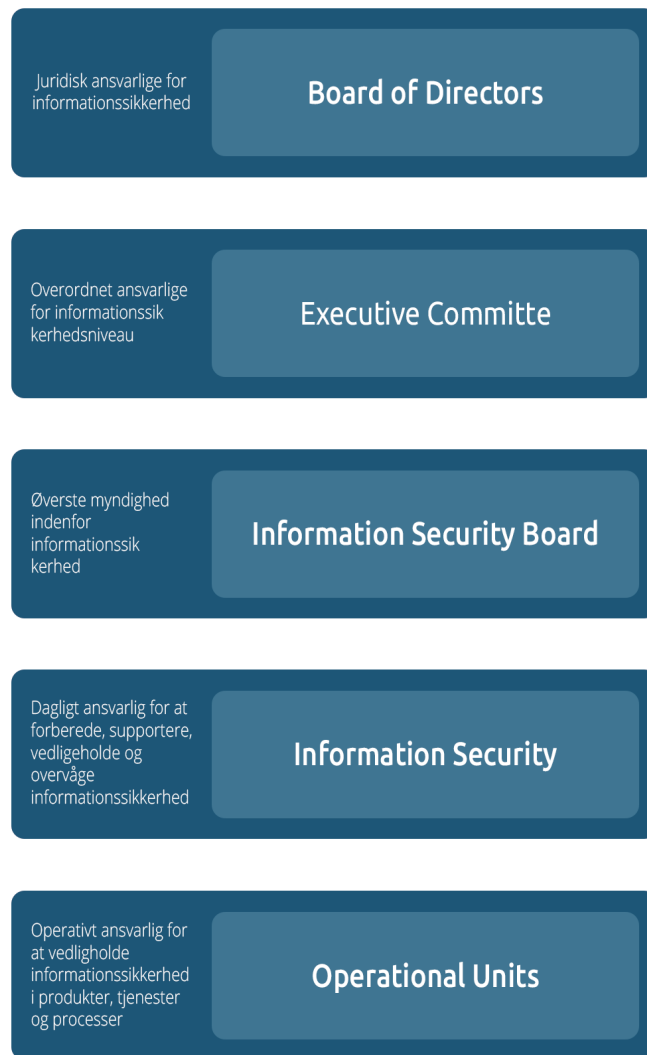 Juridisk ansvarlige for
informationssikkerhed
Board of Directors
Overordnet ansvarlige
for informationssik
kerhedsniveau
Executive Committe
Øverste myndighed
indenfor
informationssik
kerhed
Information Security Board
Dagligt ansvarlig for at
forberede, supportere,
vedligeholde og
overvåge
informationssikkerhed
Information Security
Operativt ansvarlig for
at vedligholde
informationssikkerhed
i produkter, tjenester
og processer
Operational Units